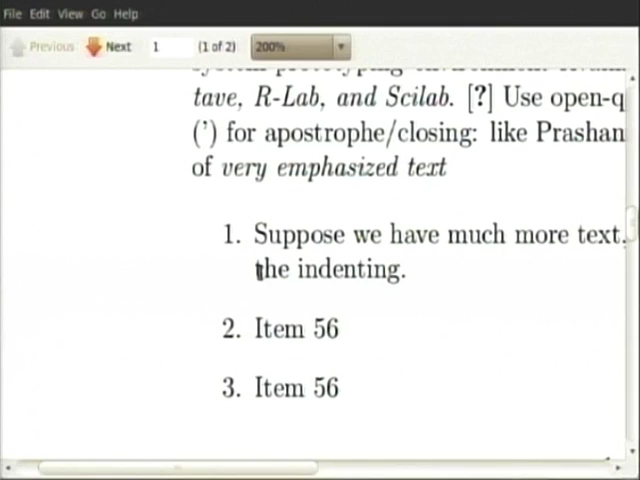 File Edit View Go Help
Previous Next 1 (1 of 2) 200%
tave, R-Lab, and Scilab. [?] Use open-q
(') for apostrophe/closing: like Prashan
of very emphasized text
1. Suppose we have much more text.
the indenting.
2. Item 56
3. Item 56